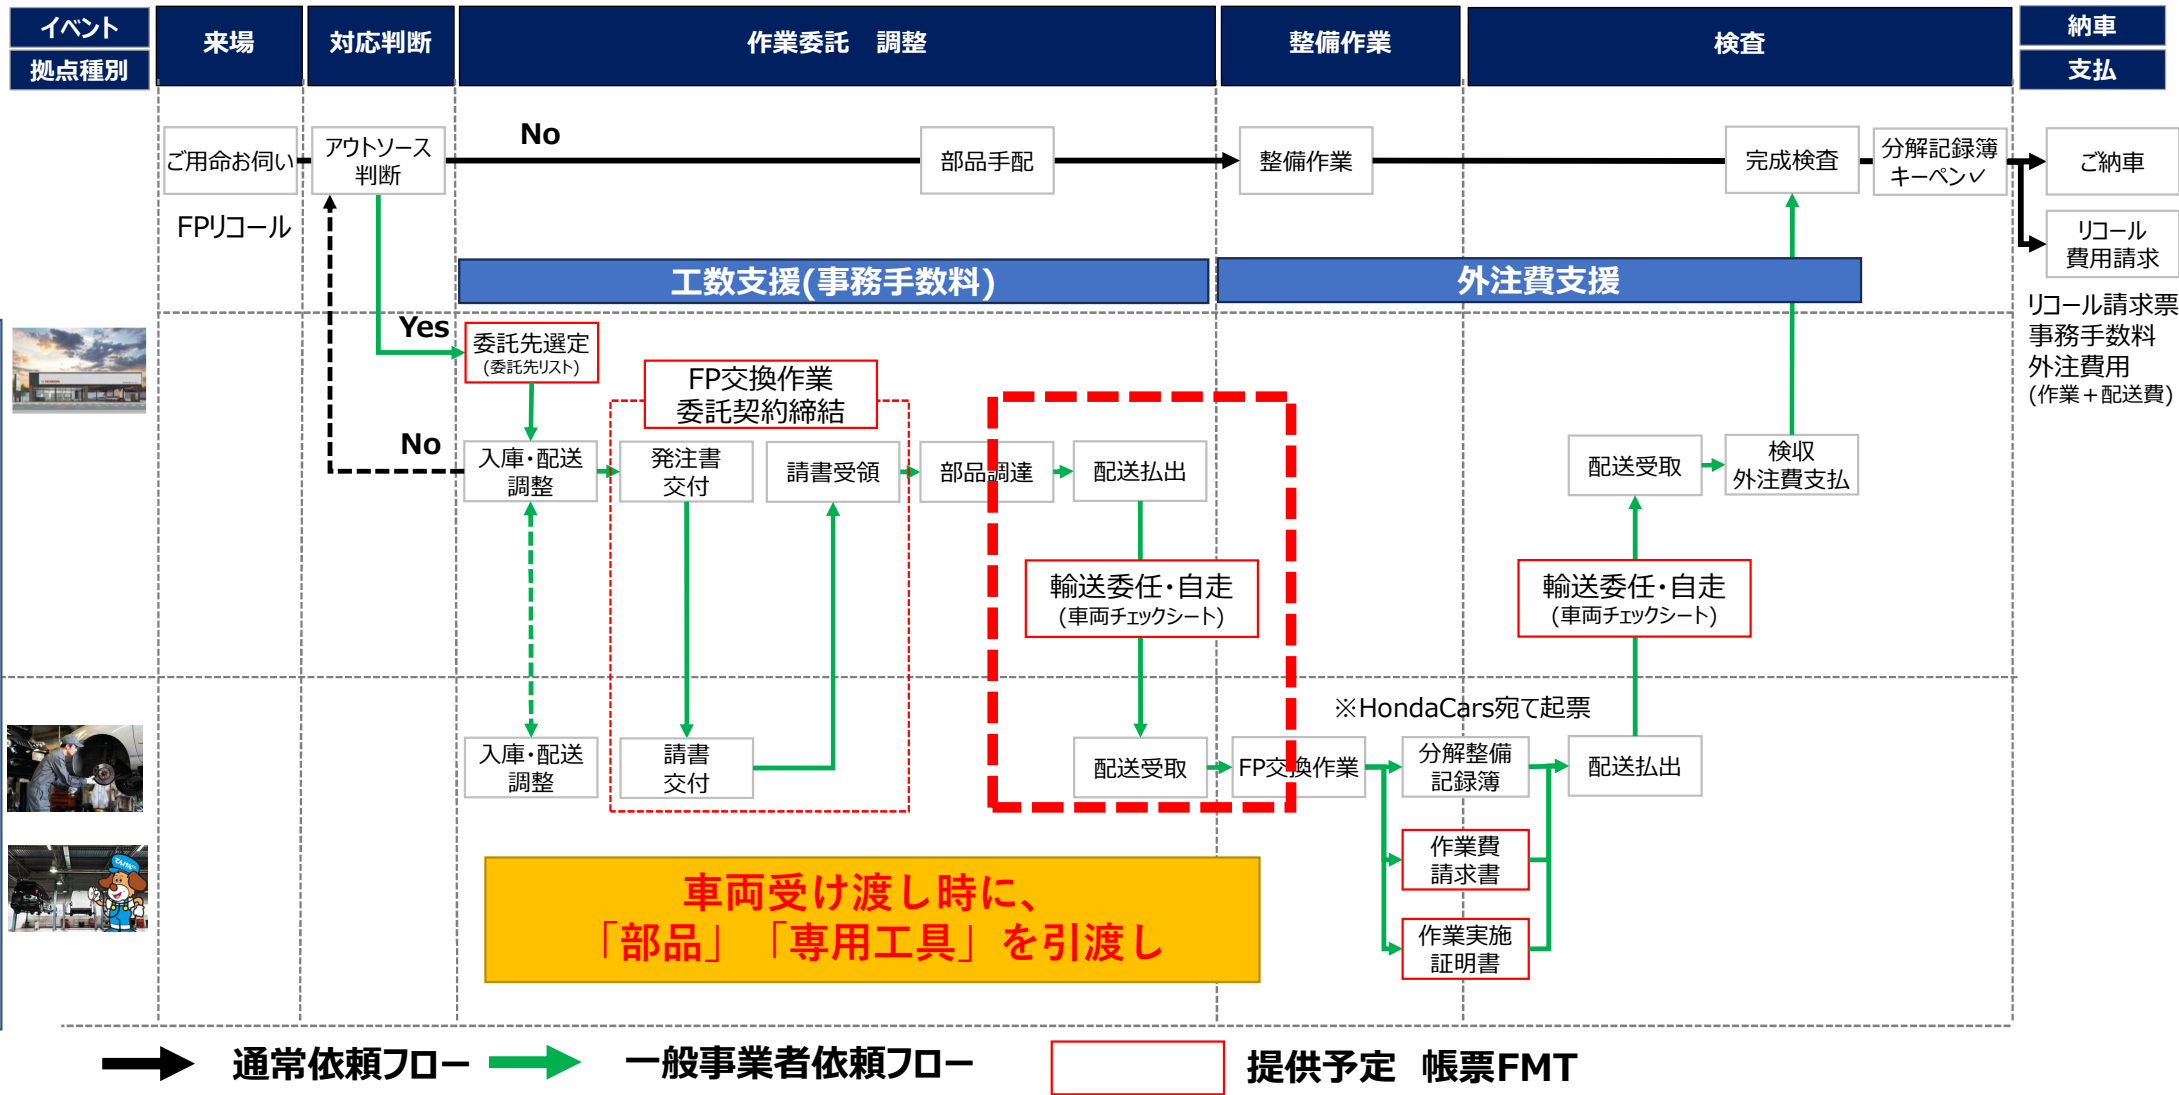 イベント
拠点種別
来場
対応判断
作業委託　調整
整備作業
検査
納車
支払
No
ご用命お伺い
アウトソース
判断
部品手配
整備作業
完成検査
分解記録簿
キーペン✓
ご納車
FPリコール
リコール
費用請求
工数支援(事務手数料)
外注費支援
リコール請求票
事務手数料
外注費用
(作業+配送費)
Yes
委託先選定
(委託先リスト)
FP交換作業
委託契約締結
No
入庫・配送
調整
発注書
交付
請書受領
部品調達
配送払出
配送受取
検収
外注費支払
輸送委任・自走
(車両チェックシート)
輸送委任・自走
(車両チェックシート)
※HondaCars宛て起票
入庫・配送
調整
請書
交付
配送受取
FP交換作業
分解整備
記録簿
配送払出
作業費
請求書
作業実施
証明書
車両受け渡し時に、
「部品」「専用工具」を引渡し
通常依頼フロー
一般事業者依頼フロー
提供予定　帳票FMT